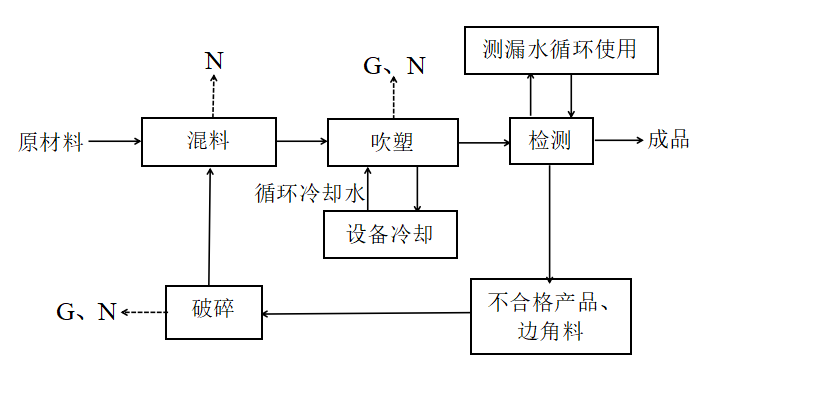 测漏水循环使用
N
G、N
原材料
混料
吹塑
检测
成品
循环冷却水
设备冷却
G、N
破碎
不合格产品、
边角料